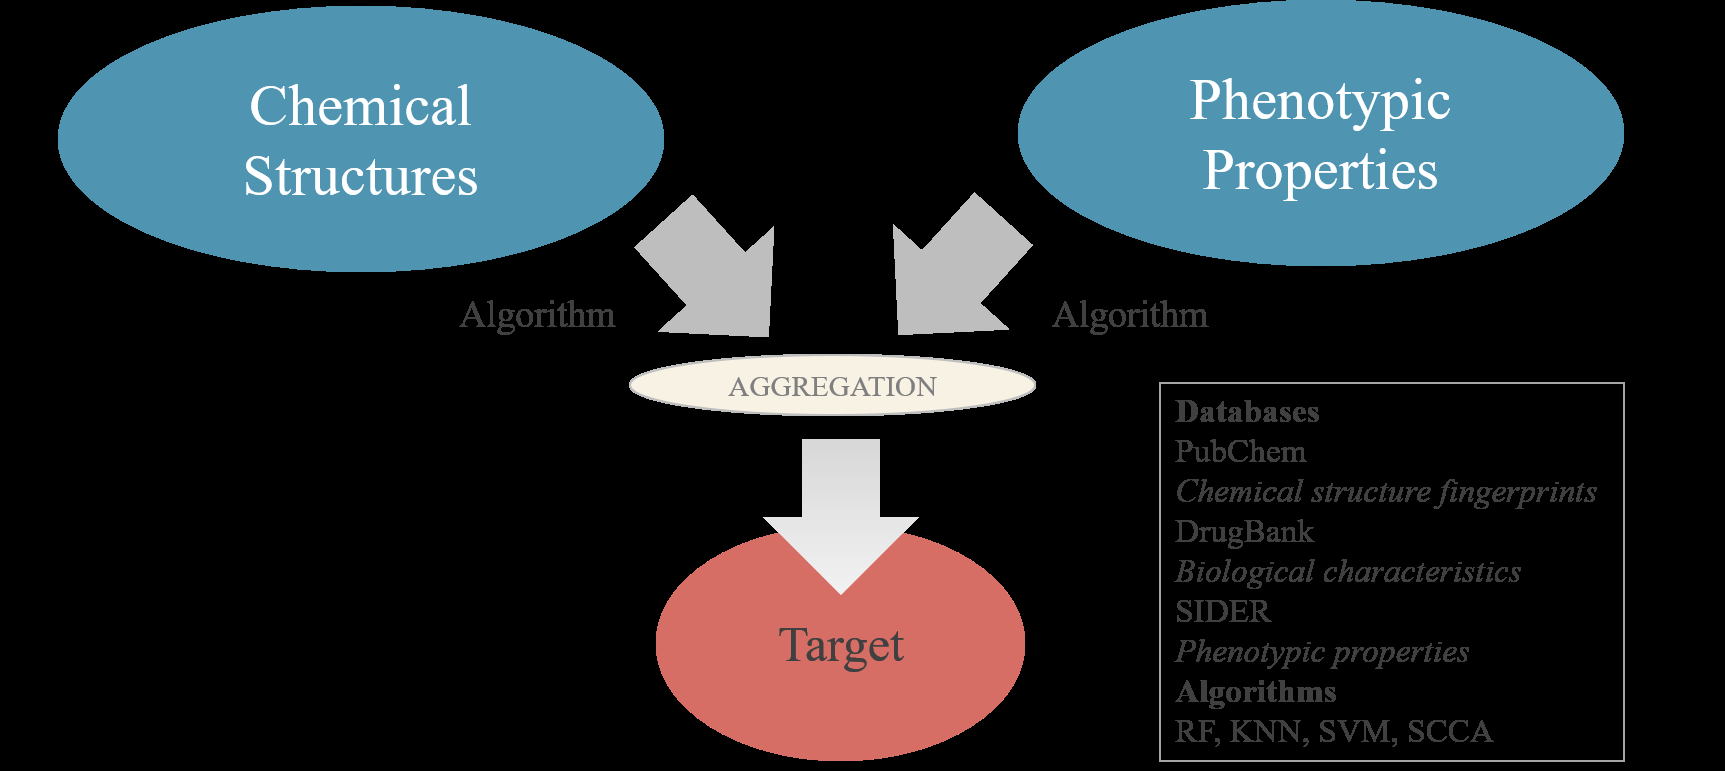 Chemical
Structures
Phenotypic
Properties
Algorithm
Algorithm
AGGREGATION
Target
Databases
PubChem
Chemical structure fingerprints
DrugBank
Biological characteristics
SIDER
Phenotypic properties
Algorithms
RF, KNN, SVM, SCCA